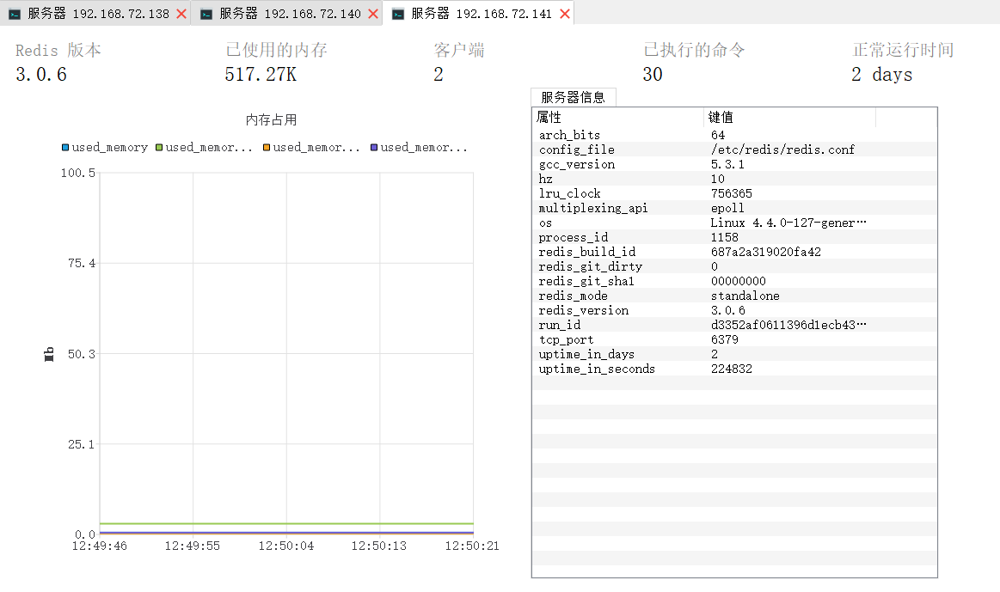 服务器 192.168.72.138 服务器 192.168.72.140 服务器 192.168.72.141
Redis 版本 已使用的内存 客户端 已执行的命令 正常运行时间
3.0.6 517.27K 2 30 2 days
内存占用
used_memory used_memor... used_memor... used_memor...
100.5
75.4
Mb 50.3
25.1
0.0
12:49:46 12:49:55 12:50:04 12:50:13 12:50:21
服务器信息
属性 键值
arch_bits 64
config_file /etc/redis/redis.conf
gcc_version 5.3.1
hz 10
lru_clock 756365
multiplexing_api epoll
os Linux 4.4.0-127-gener…
process_id 1158
redis_build_id 687a2a319020fa42
redis_git_dirty 0
redis_git_sha1 00000000
redis_mode standalone
redis_version 3.0.6
run_id d3352af0611396d1ecb43…
tcp_port 6379
uptime_in_days 2
uptime_in_seconds 224832